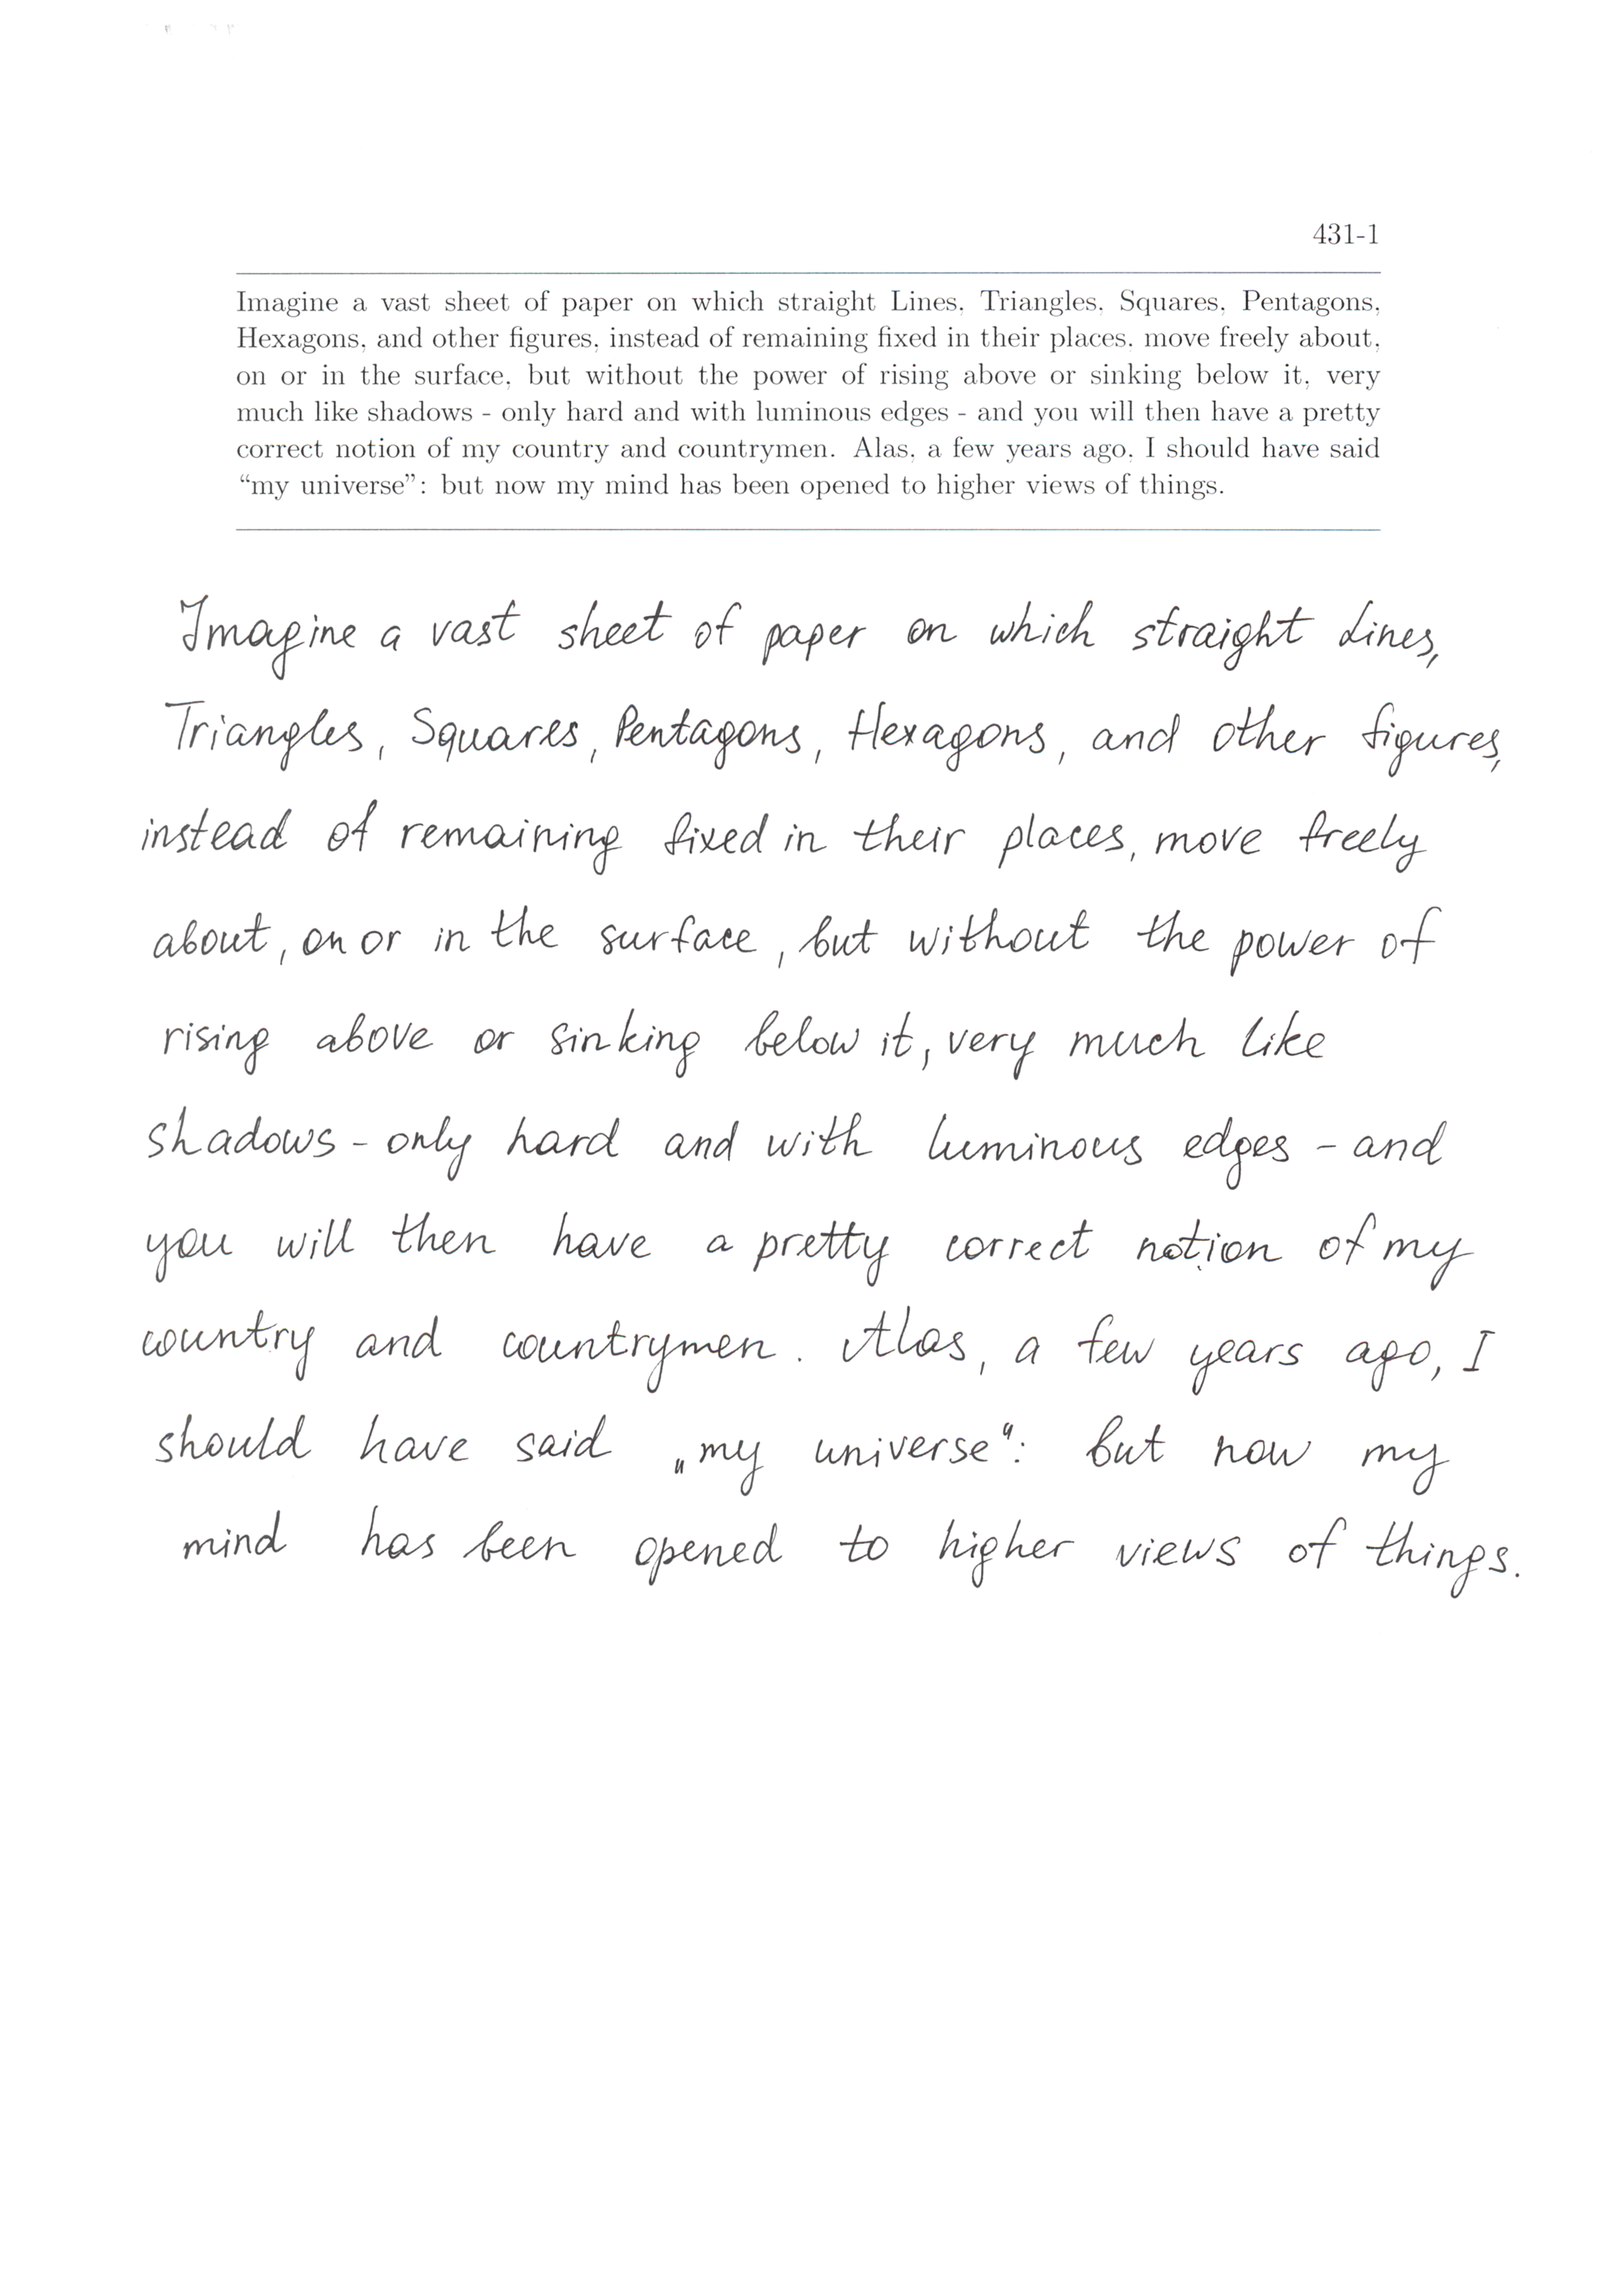 431-1
Imagine a vast sheet of paper on which straight Lines, Triangles, Squares, Pentagons,
Hexagons, and other figures, instead of remaining fixed in their places, move freely about,
on or in the surface, but without the power of rising above or sinking below it, very
much like shadows - only hard and with luminous edges - and you will then have a pretty
correct notion of my country and countrymen. Alas, a few years ago, I should have said
“my universe”: but now my mind has been opened to higher views of things.
Imagine a vast sheet of paper on which straight Lines,
Triangles, Squares, Pentagons, Hexagons, and other figures,
instead of remaining fixed in their places, move freely
about, on or in the surface, but without the power of
rising above or sinking below it, very much like
shadows - only hard and with luminous edges - and
you will then have a pretty correct notion of my
country and countrymen. Alas, a few years ago, I
should have said „my universe“: but now my
mind has been opened to higher views of things.